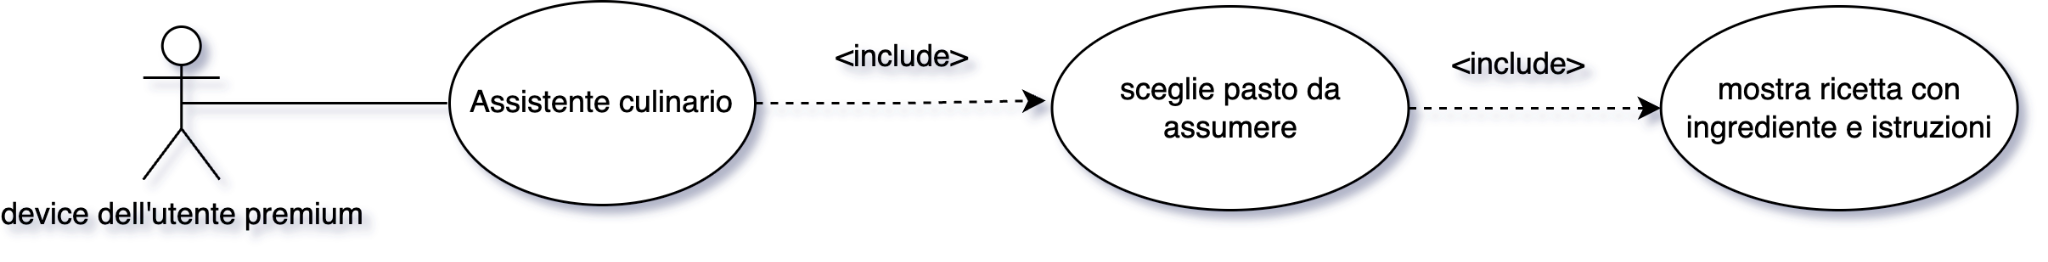 device dell'utente premium
Assistente culinario
<include>
sceglie pasto da
assumere
<include>
mostra ricetta con
ingrediente e istruzioni